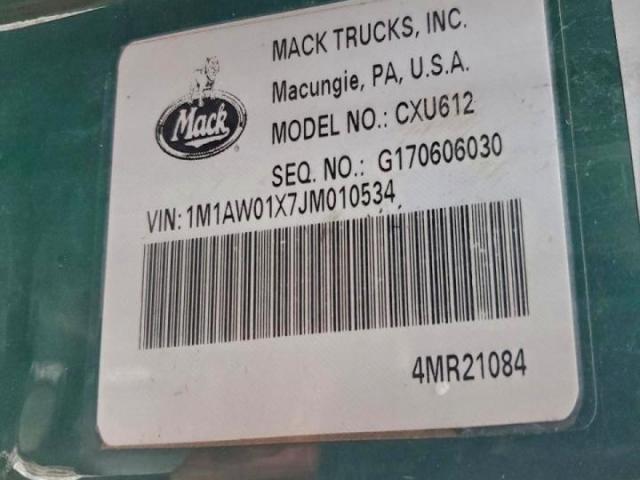 MACK TRUCKS, INC.
Macungie, PA, U.S.A.
Mack
MODEL NO.: CXU612
SEQ. NO.: G170606030
VIN: 1M1AW01X7JM010534
4MR21084